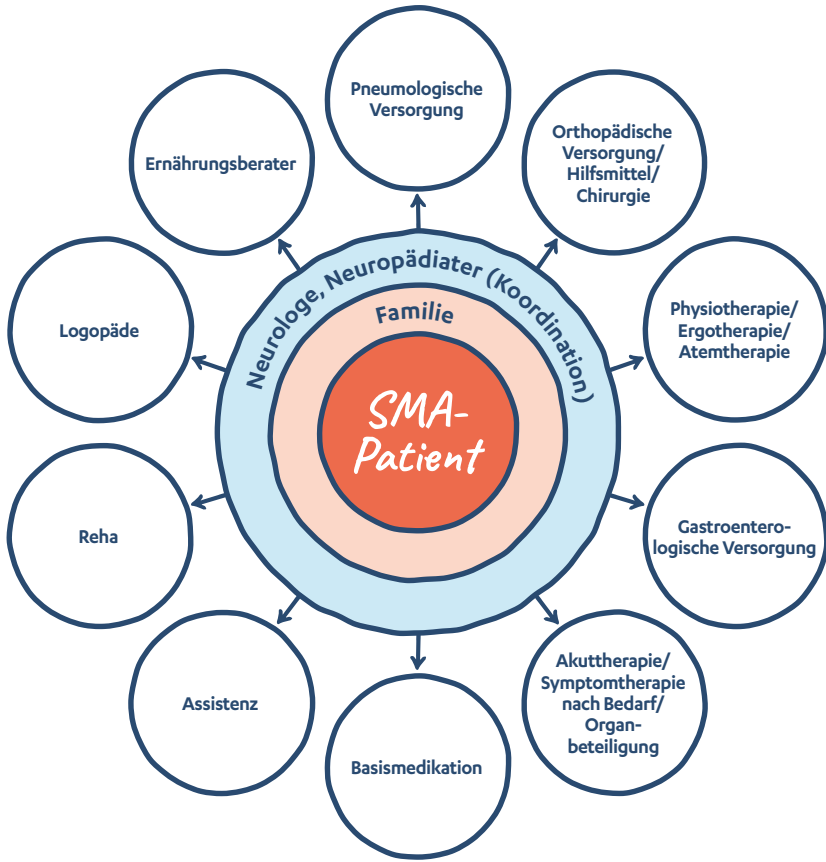 Pneumologische
Versorgung
Orthopädische
Versorgung/
Hilfsmittel/
Chirurgie
Physiotherapie/
Ergotherapie/
Atemtherapie
Gastroentero-
logische Versorgung
Akuttherapie/
Symptomtherapie
nach Bedarf/
Organ-
beteiligung
Basismedikation
Assistenz
Reha
Logopäde
Ernährungsberater
Neurologe, Neuropädiater (Koordination)
Familie
SMA-
Patient